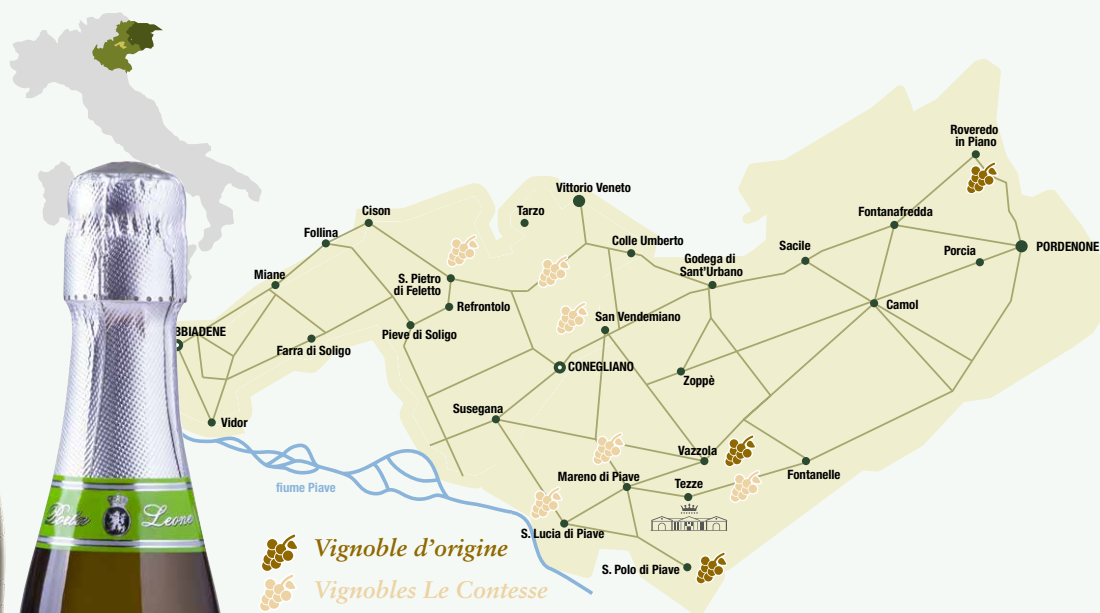 Roveredo
in Piano
Vittorio Veneto
Cison
Tarzo
Fontanafredda
Follina
Colle Umberto
Sacile
PORDENONE
Porcia
Godega di
Sant'Urbano
Miane
S. Pietro
di Feletto
Refrontolo
Camol
San Vendemiano
BBIADENE
Pieve di Soligo
Farra di Soligo
CONEGLIANO
Zoppè
Susegana
Vidor
Vazzola
Mareno di Piave
Tezze
Fontanelle
fiume Piave
Leone
S. Lucia di Piave
Vignoble d'origine
S. Polo di Piave
Vignobles Le Contesse